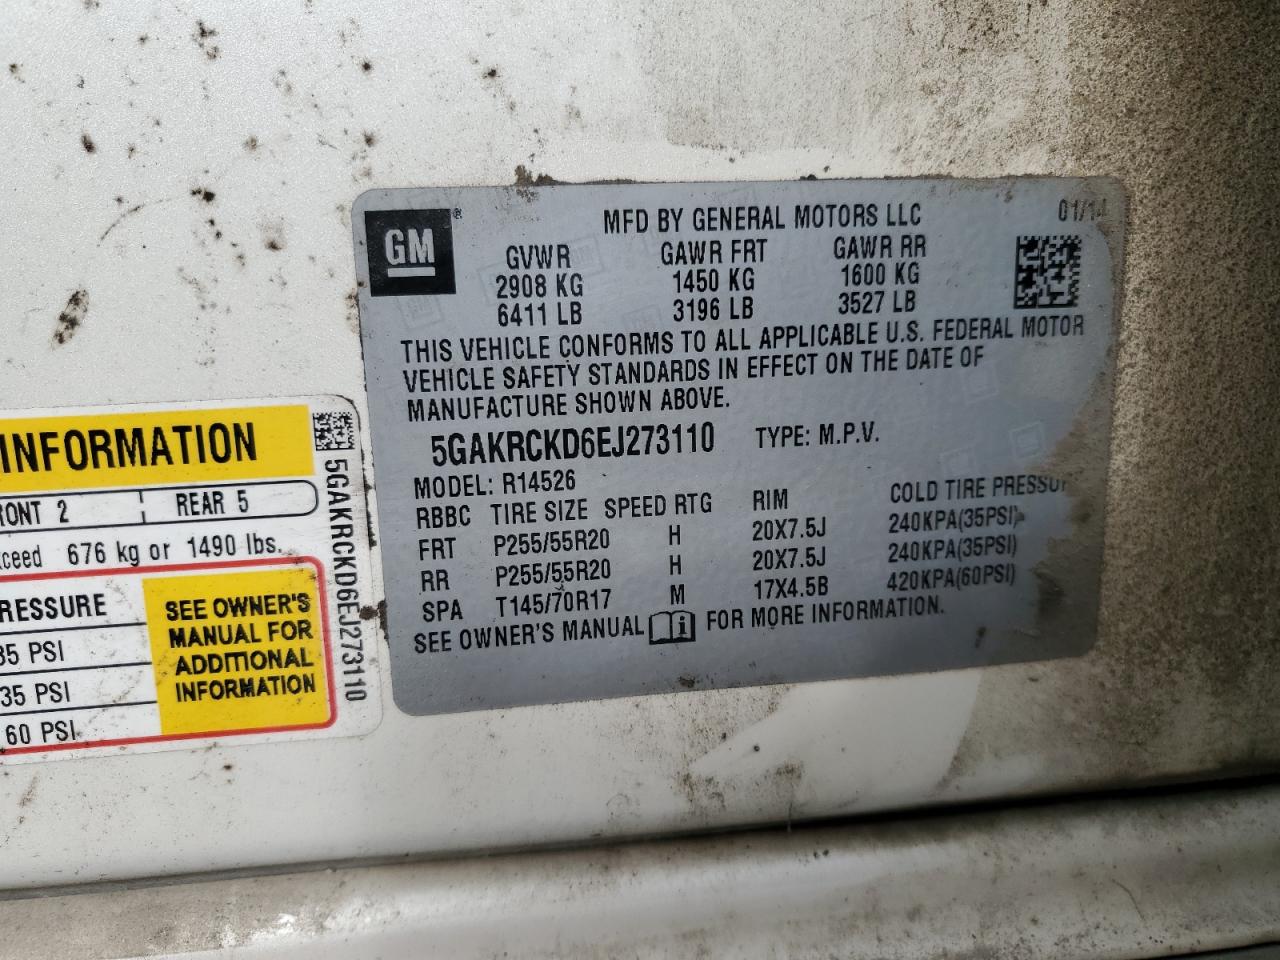 MFD BY GENERAL MOTORS LLC 01/14
GM ®
GVWR GAWR FRT GAWR RR
2908 KG 1450 KG 1600 KG
6411 LB 3196 LB 3527 LB
THIS VEHICLE CONFORMS TO ALL APPLICABLE U.S. FEDERAL MOTOR
VEHICLE SAFETY STANDARDS IN EFFECT ON THE DATE OF
MANUFACTURE SHOWN ABOVE.
5GAKRCKD6EJ273110 TYPE: M.P.V.
MODEL: R14526
RBBC TIRE SIZE SPEED RTG RIM COLD TIRE PRESSUR
FRT P255/55R20 H 20X7.5J 240KPA(35PSI)
RR P255/55R20 H 20X7.5J 240KPA(35PSI)
SPA T145/70R17 M 17X4.5B 420KPA(60PSI)
SEE OWNER'S MANUAL FOR MORE INFORMATION.
INFORMATION
RONT 2 REAR 5
xceed 676 kg or 1490 lbs.
RESSURE
35 PSI
35 PSI
60 PSI
SEE OWNER'S
MANUAL FOR
ADDITIONAL
INFORMATION
5GAKRCKD6EJ273110